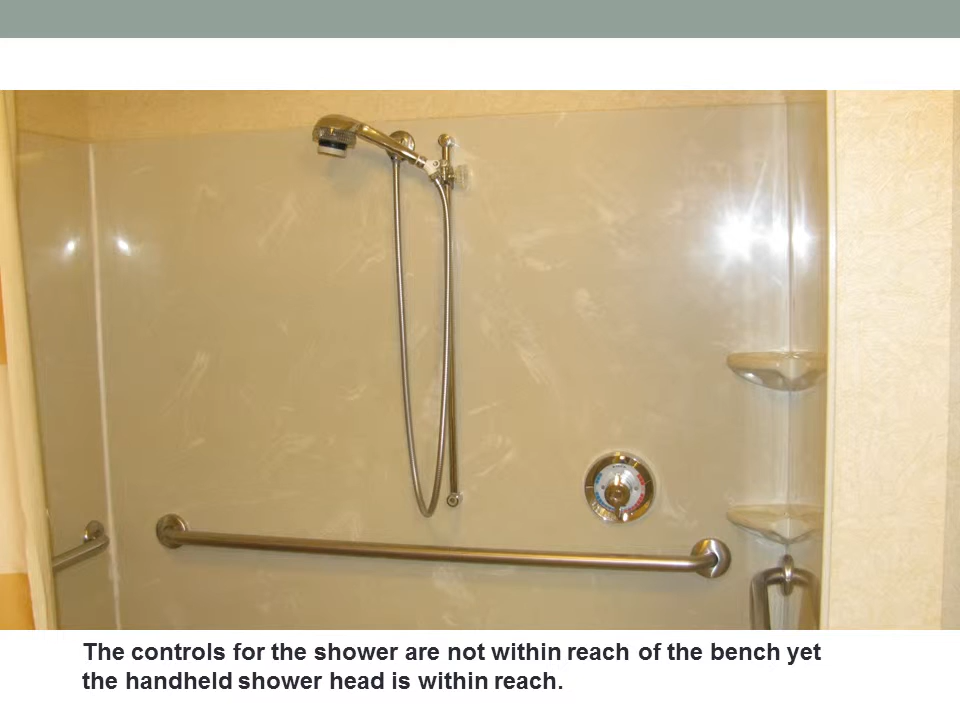 The controls for the shower are not within reach of the bench yet
the handheld shower head is within reach.